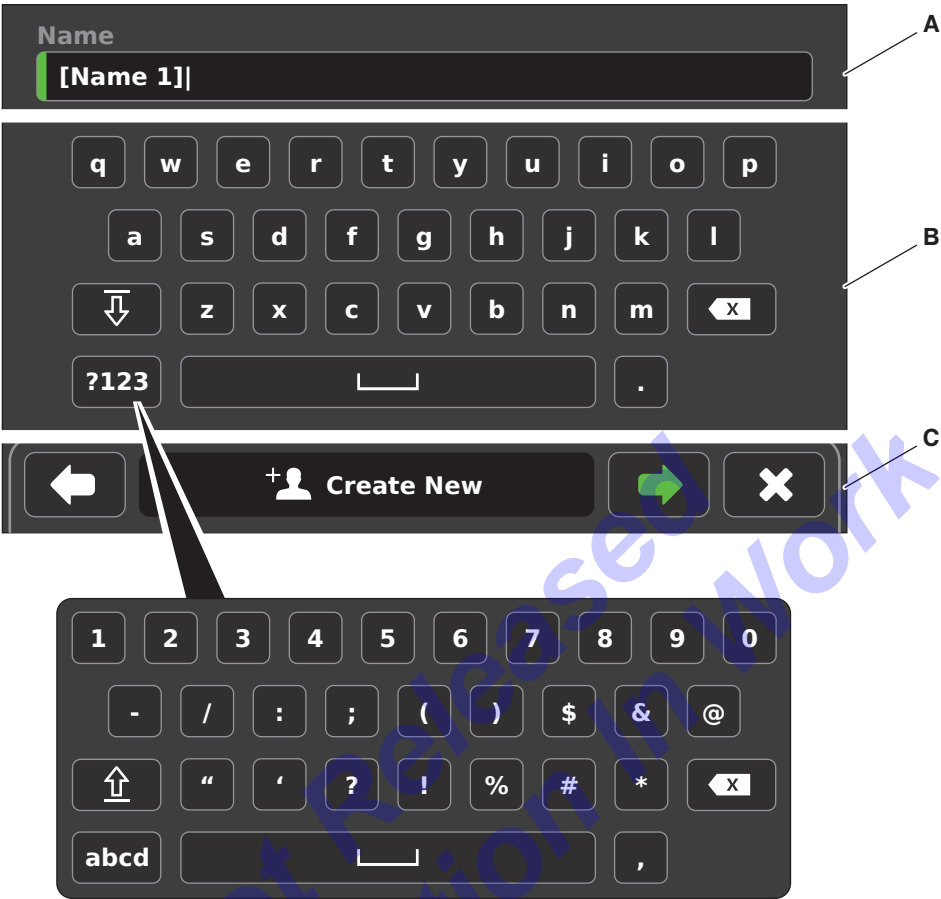 A
Name
[Name 1]|
q w e r t y u i o p
B
a s d f g h j k l
z x c v b n m X
?123 .
C
Create New
1 2 3 4 5 6 7 8 9 0
- / : ; ( ) $ & @
“ ‘ ? ! % # * X
abcd ,
Not Released
In Work